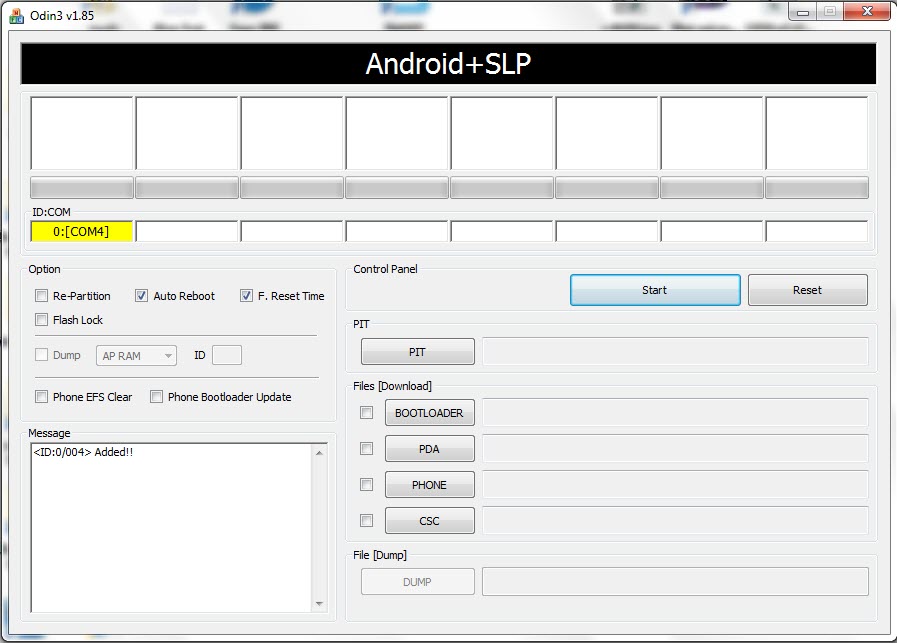 Odin3 v1.85
Android+SLP
ID:COM
0:[COM4]
Option
Re-Partition Auto Reboot F. Reset Time
Flash Lock
Dump AP RAM ID
Phone EFS Clear Phone Bootloader Update
Message
<ID:0/004> Added!!
Control Panel
Start Reset
PIT
PIT
Files [Download]
BOOTLOADER
PDA
PHONE
CSC
File [Dump]
DUMP